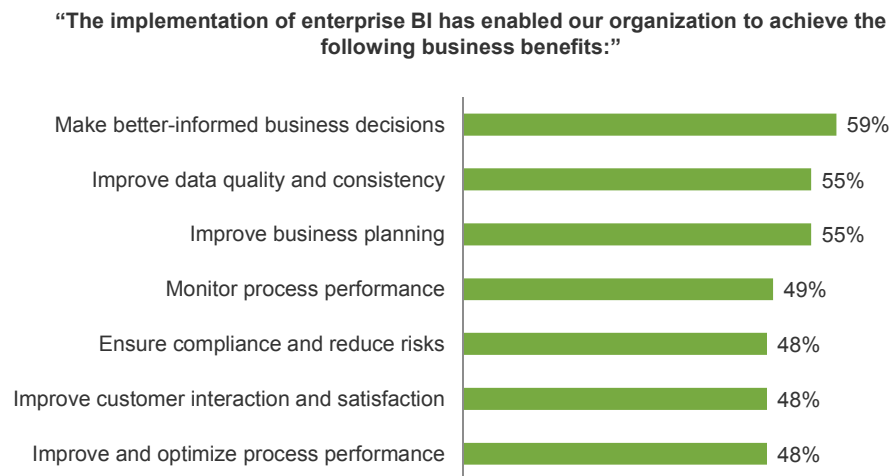 “The implementation of enterprise BI has enabled our organization to achieve the
following business benefits:”
Make better-informed business decisions 59%
Improve data quality and consistency 55%
Improve business planning 55%
Monitor process performance 49%
Ensure compliance and reduce risks 48%
Improve customer interaction and satisfaction 48%
Improve and optimize process performance 48%